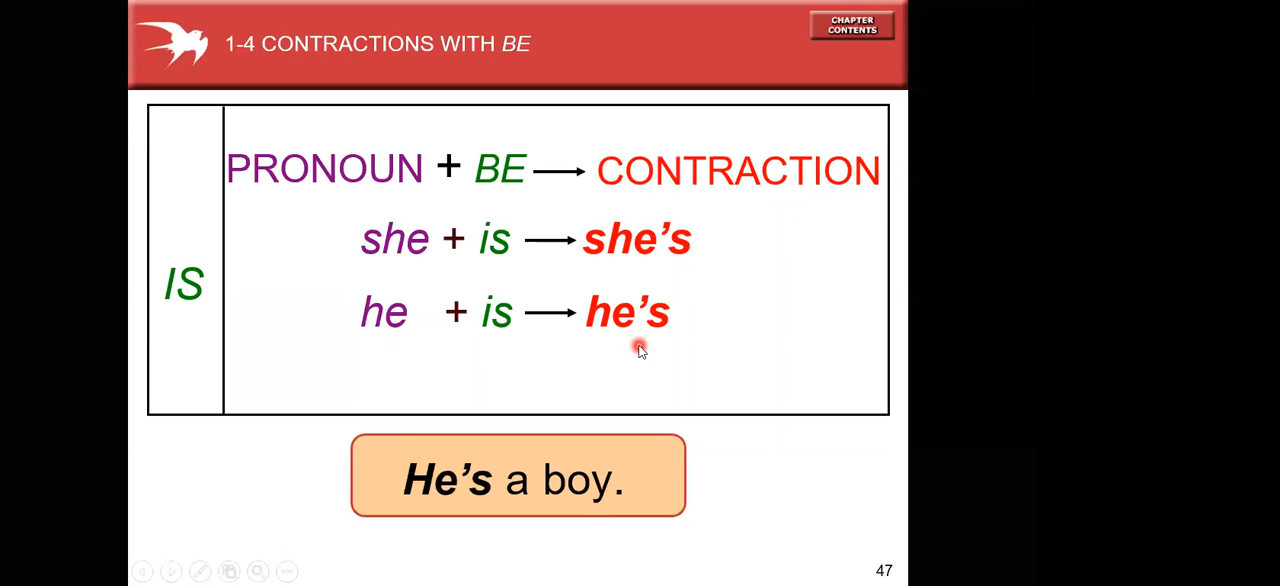 1-4 CONTRACTIONS WITH BE
CHAPTER
CONTENTS
PRONOUN + BE → CONTRACTION
she + is → she’s
IS
he + is → he’s
He’s a boy.
47